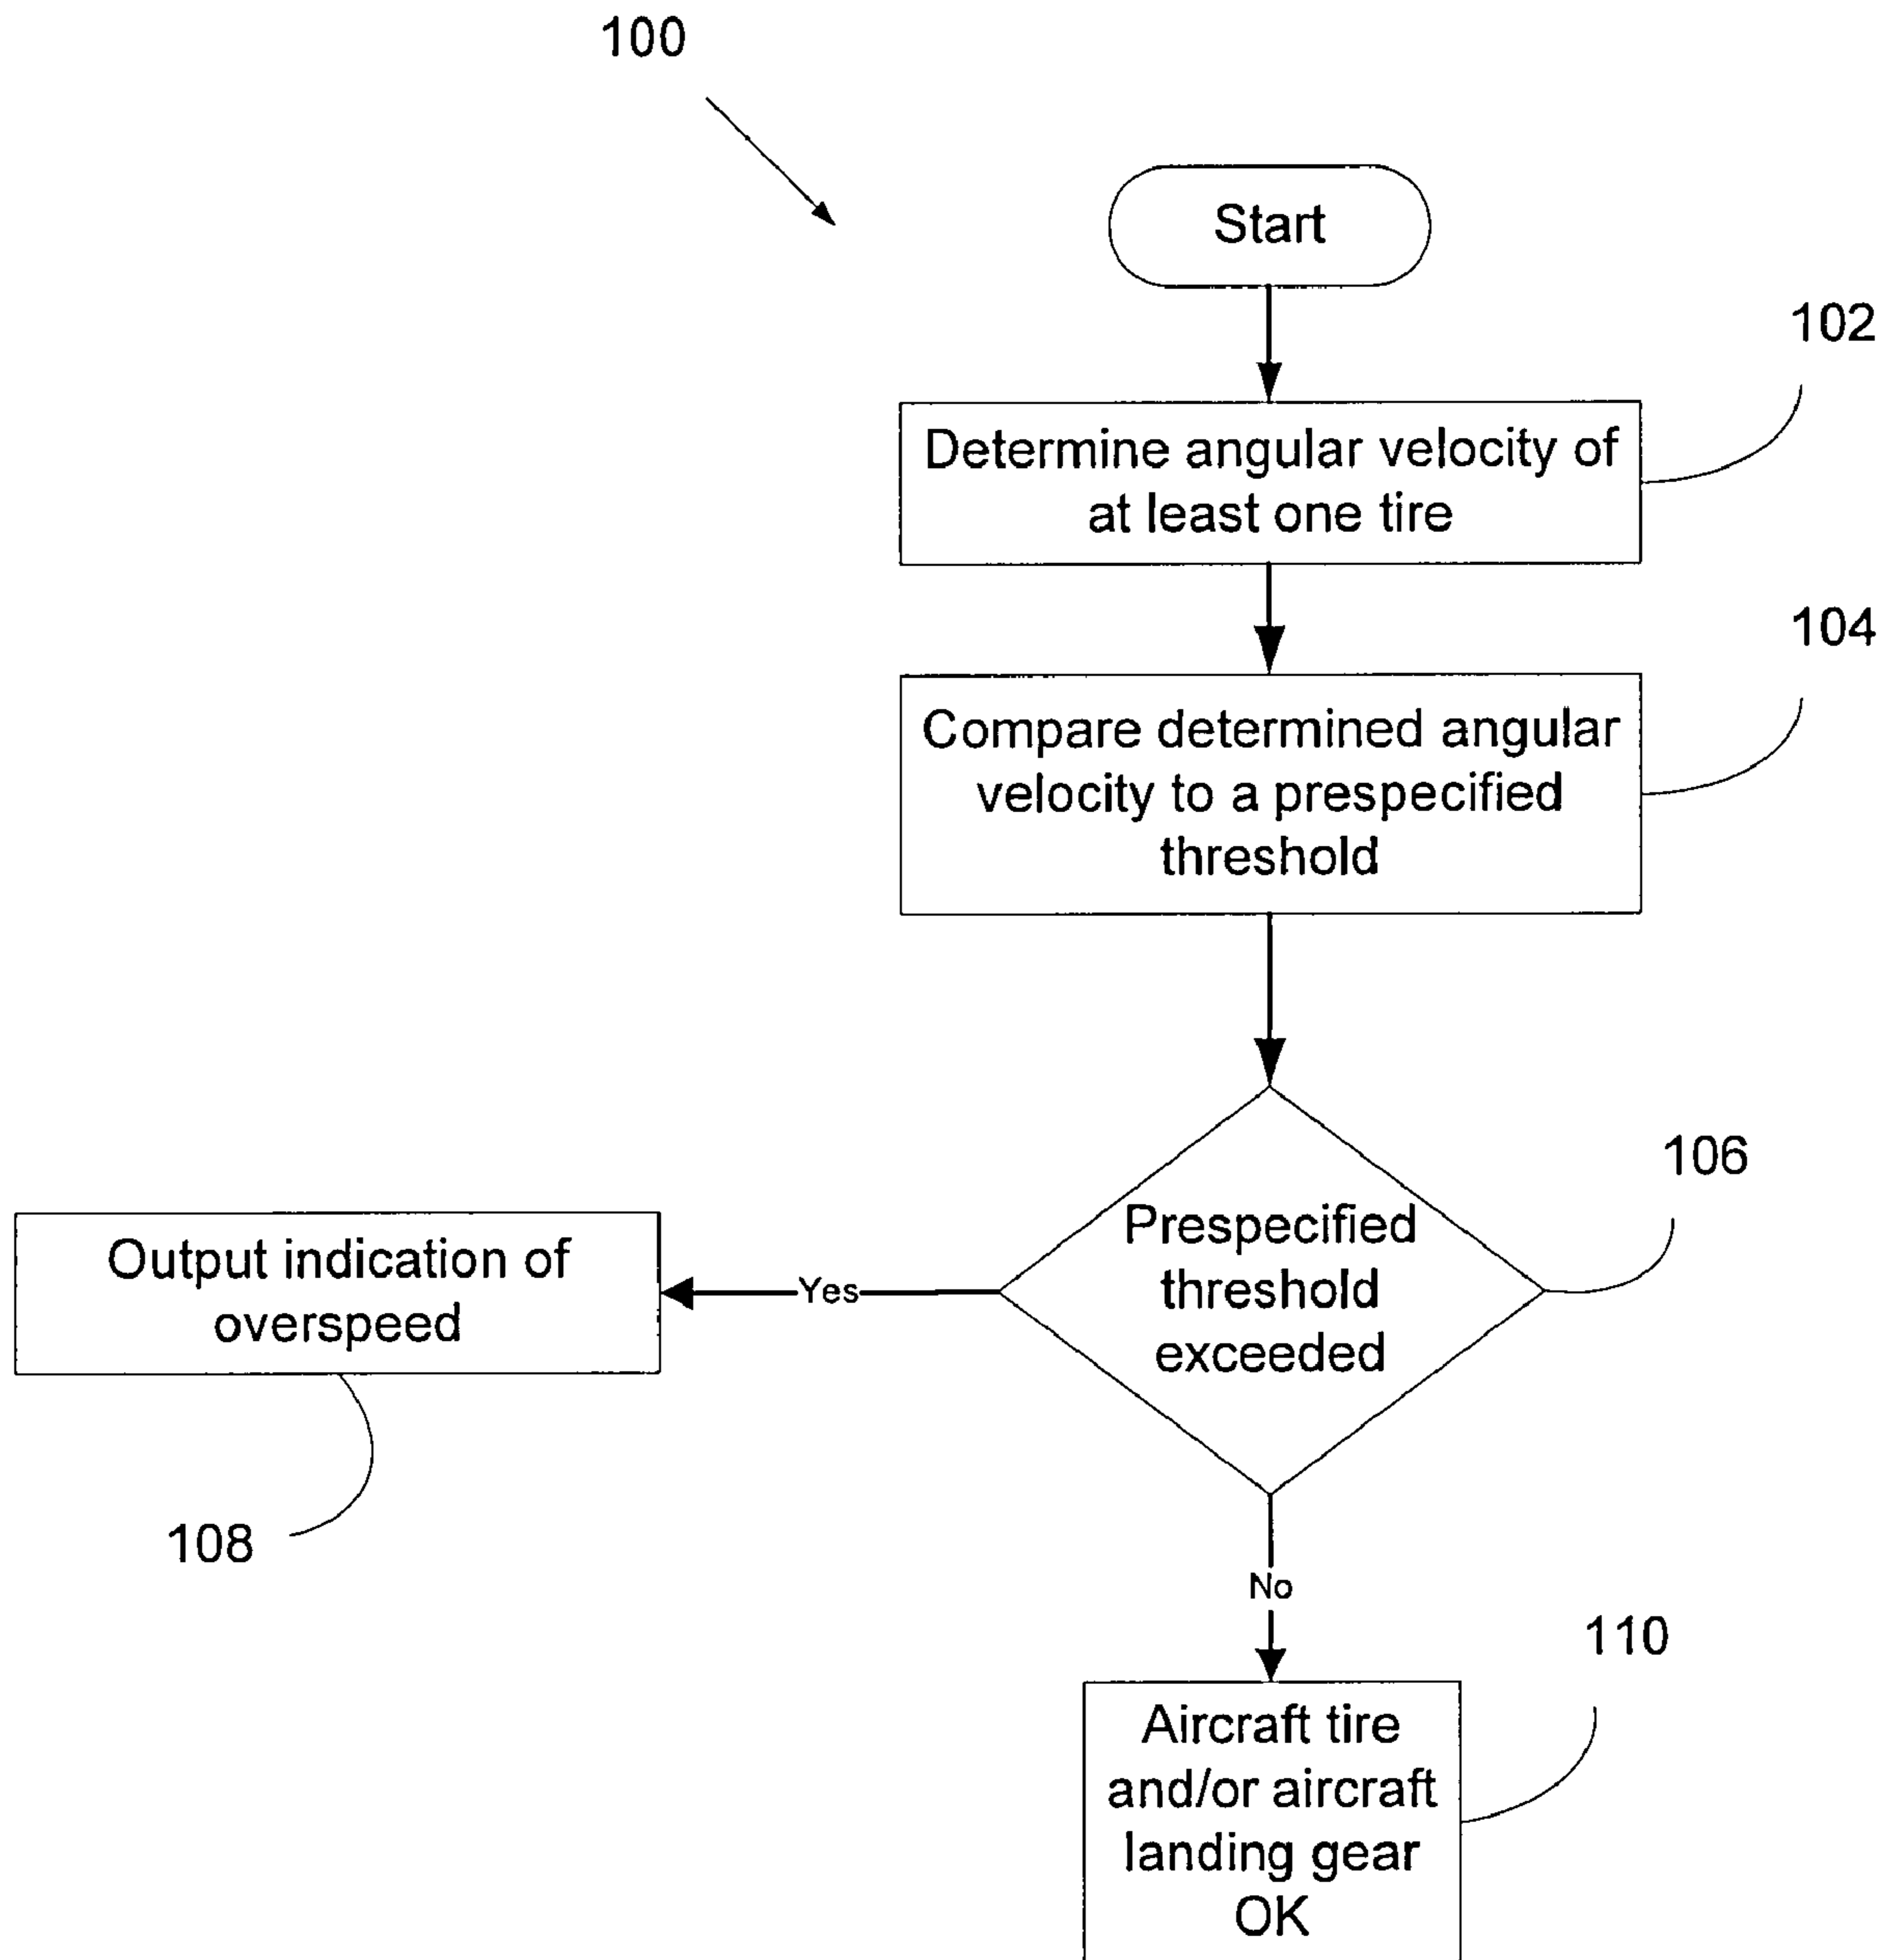 100
Start
102
Determine angular velocity of
at least one tire
104
Compare determined angular
velocity to a prespecified
threshold
106
Prespecified
threshold
exceeded
Yes
Output indication of
overspeed
108
No
110
Aircraft tire
and/or aircraft
landing gear
OK